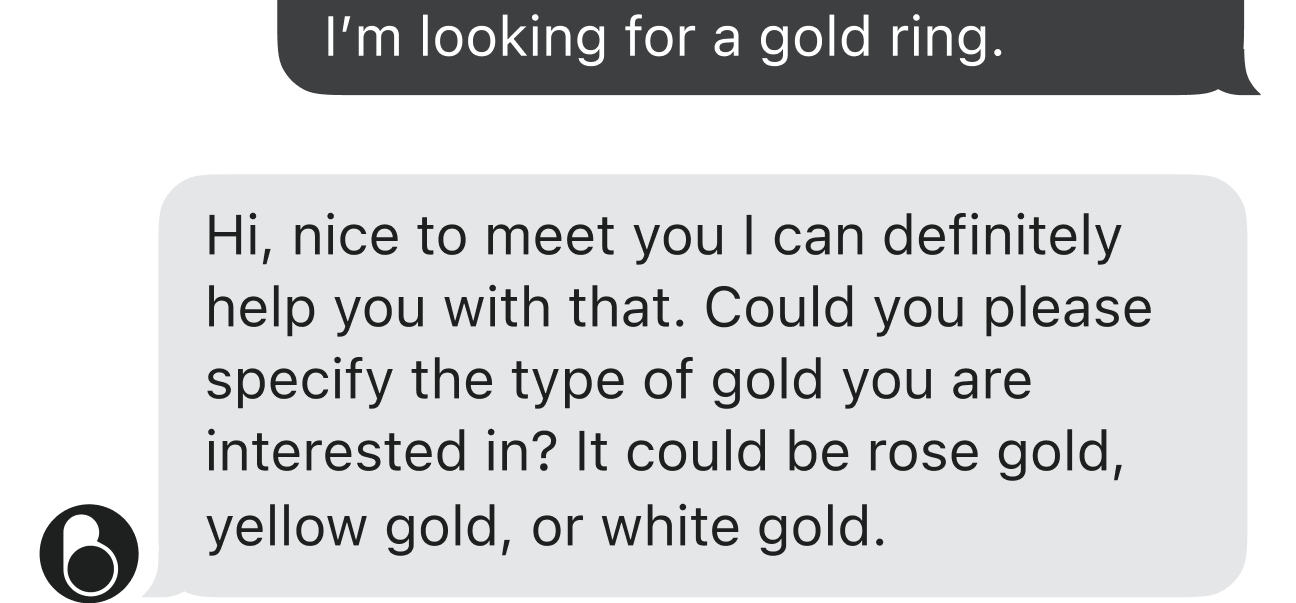 I’m looking for a gold ring.
Hi, nice to meet you I can definitely
help you with that. Could you please
specify the type of gold you are
interested in? It could be rose gold,
yellow gold, or white gold.